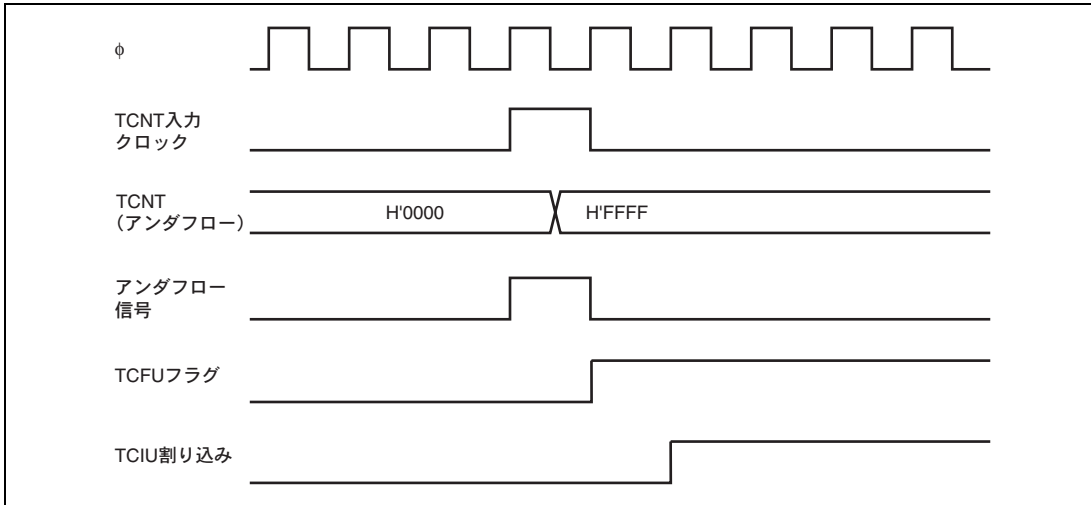 φ
TCNT入力
クロック
TCNT
(アンダフロー)
H'0000
H'FFFF
アンダフロー
信号
TCFUフラグ
TCIU割り込み